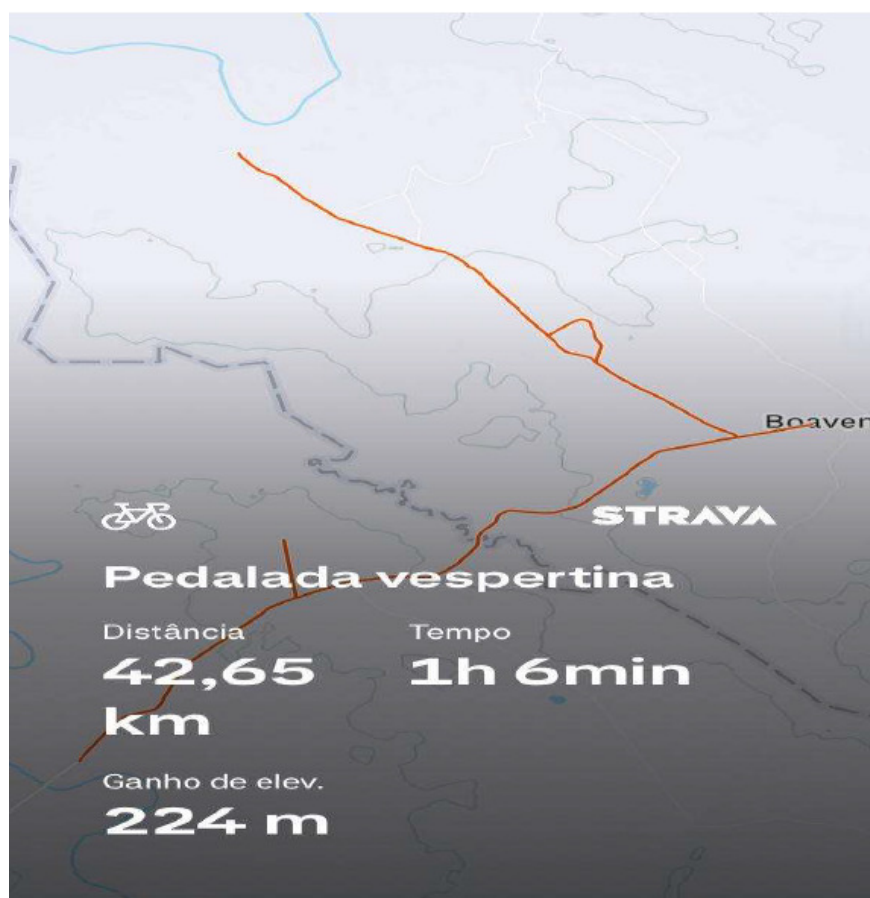 Boaven
STRAVA
Pedalada vespertina
Distância
Tempo
42,65
km
1h 6min
Ganho de elev.
224 m